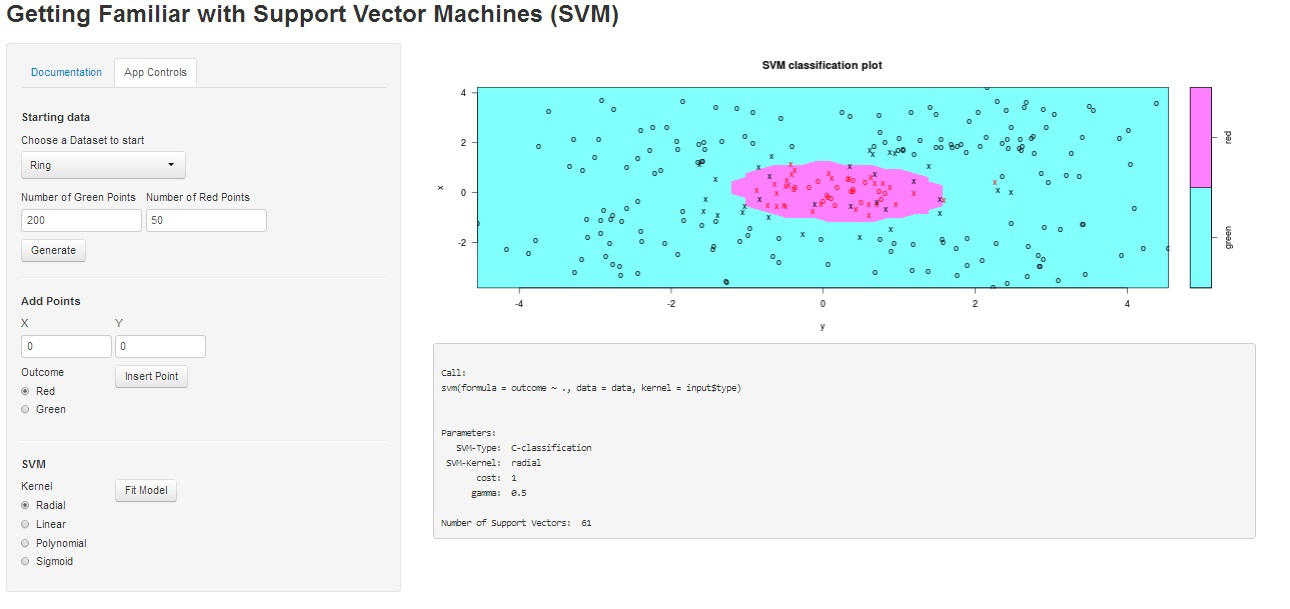 Getting Familiar with Support Vector Machines (SVM)
Documentation App Controls
Starting data
Choose a Dataset to start
Ring
Number of Green Points Number of Red Points
200 50
Generate
Add Points
X Y
0 0
Outcome Insert Point
Red
Green
SVM
Kernel Fit Model
Radial
Linear
Polynomial
Sigmoid
SVM classification plot
4
2
0
-2
x
-4 -2 0 2 4
y
red
green
Call:
svm(formula = outcome ~ ., data = data, kernel = input$type)
Parameters:
SVM-Type: C-classification
SVM-Kernel: radial
cost: 1
gamma: 0.5
Number of Support Vectors: 61